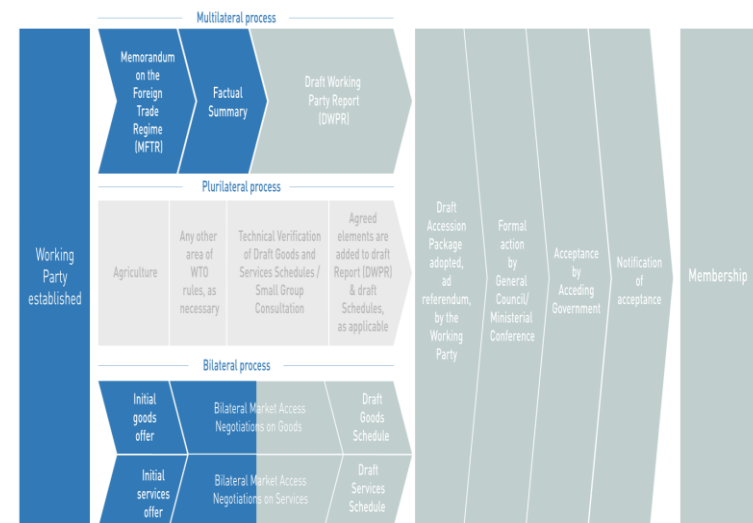 Multilateral process
Working
Party
established
Memorandum
on the
Foreign
Trade
Regime
(MFTR)
Factual
Summary
Draft Working
Party Report
(DWPR)
Plurilateral process
Agriculture
Any other
area of
WTO
rules, as
necessary
Technical Verification
of Draft Goods and
Services Schedules /
Small Group
Consultation
Agreed
elements are
added to draft
Report (DWPR)
& draft
Schedules,
as applicable
Bilateral process
Initial
goods
offer
Bilateral Market Access
Negotiations on Goods
Draft
Goods
Schedule
Initial
services
offer
Bilateral Market Access
Negotiations on Services
Draft
Services
Schedule
Draft
Accession
Package
adopted,
ad
referendum,
by the
Working
Party
Formal
action
by
General
Council/
Ministerial
Conference
Acceptance
by
Acceding
Government
Notification
of
acceptance
Membership